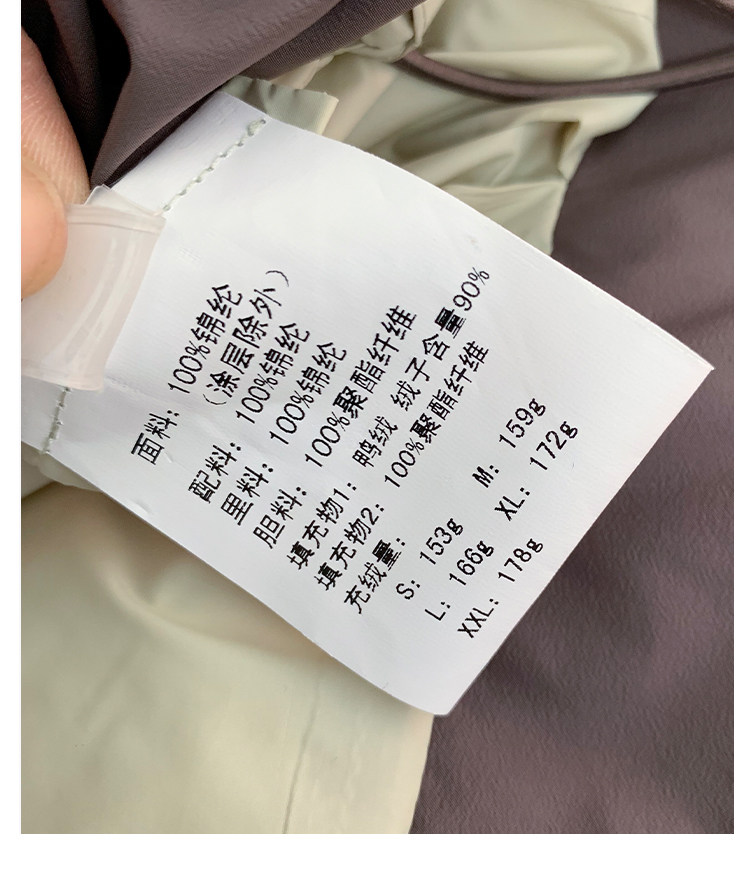 面料: 100%锦纶
(涂层除外)
配料: 100%锦纶
里料: 100%锦纶
胆料: 100%聚酯纤维
填充物1: 鸭绒 绒子含量90%
填充物2: 100%聚酯纤维
充绒量:
S: 153g M: 159g
L: 166g XL: 172g
XXL: 178g